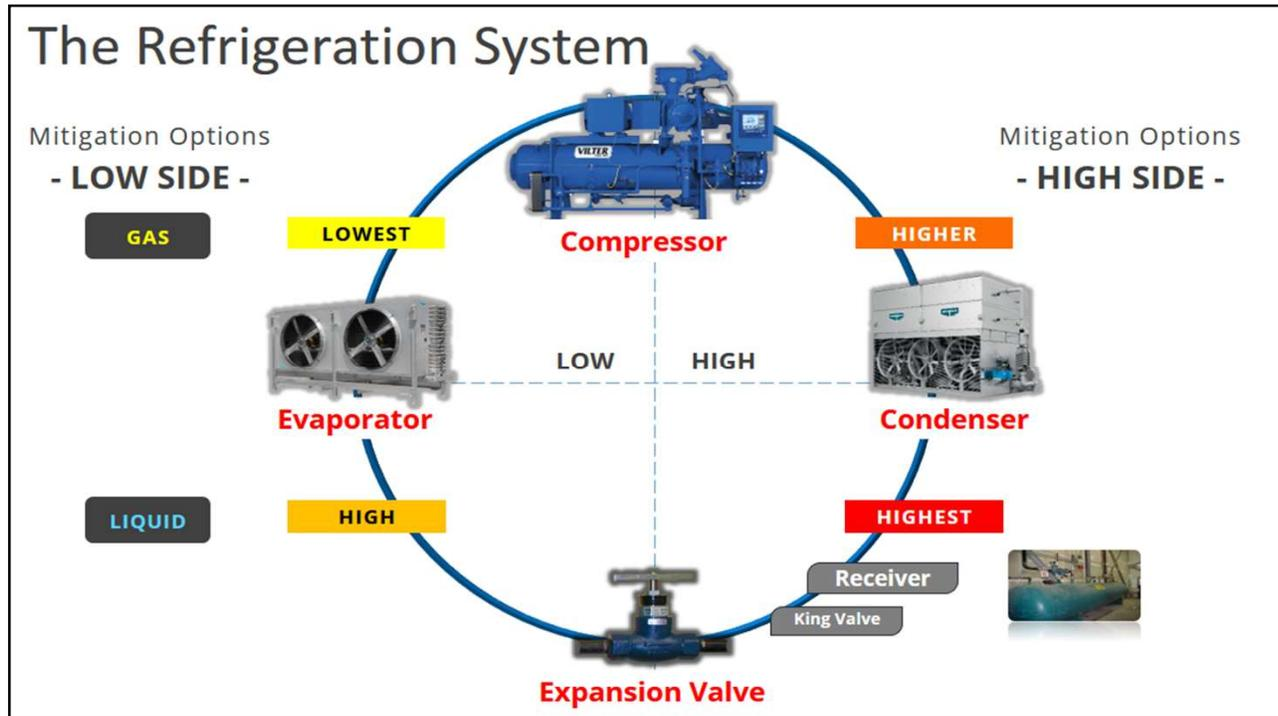 The Refrigeration System
Mitigation Options
- LOW SIDE -
Mitigation Options
- HIGH SIDE -
VILTER
GAS
LOWEST
Compressor
HIGHER
LOW
HIGH
Evaporator
Condenser
LIQUID
HIGH
HIGHEST
Receiver
King Valve
Expansion Valve